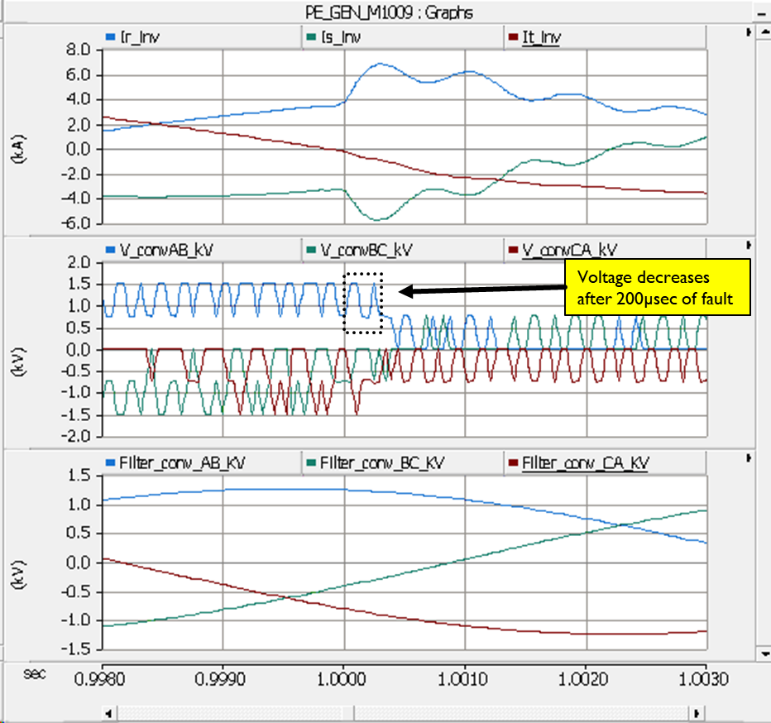 PE_GEN_M1009 : Graphs
Ir_inv Is_inv It_inv
8.0
6.0
4.0
2.0
0.0
-2.0
-4.0
-6.0
(kA)
V_convAB_kV V_convBC_kV V_convCA_kV
2.0
1.5
1.0
0.5
0.0
-0.5
-1.0
-1.5
-2.0
(kV)
Voltage decreases
after 200µsec of fault
Filter_conv_AB_KV Filter_conv_BC_KV Filter_conv_CA_KV
1.5
1.0
0.5
0.0
-0.5
-1.0
-1.5
(kV)
sec 0.9980 0.9990 1.0000 1.0010 1.0020 1.0030